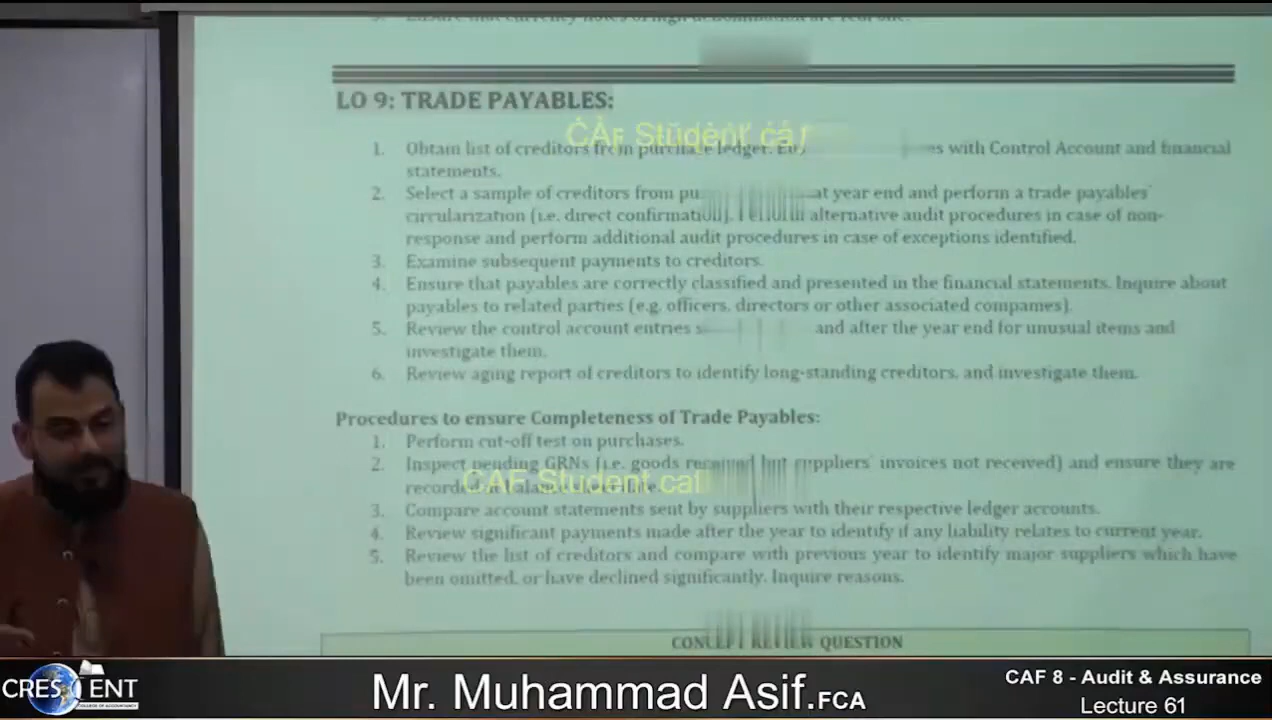 LO 9: TRADE PAYABLES:
CAF Student
1. Obtain list of creditors from purchase ledger. with Control Account and financial
statements.
2. Select a sample of creditors from at year end and perform a trade payables'
circularization (i.e. direct confirmation). Perform alternative audit procedures in case of non-
response and perform additional audit procedures in case of exceptions identified.
3. Examine subsequent payments to creditors.
4. Ensure that payables are correctly classified and presented in the financial statements. Inquire about
payables to related parties (e.g. officers, directors or other associated companies).
5. Review the control account entries and after the year end for unusual items and
investigate them.
6. Review aging report of creditors to identify long-standing creditors, and investigate them.
Procedures to ensure Completeness of Trade Payables:
1. Perform cut-off test on purchases.
2. Inspect pending GRNs (i.e. goods received but suppliers' invoices not received) and ensure they are
recorded
CAF Student
3. Compare account statements sent by suppliers with their respective ledger accounts.
4. Review significant payments made after the year to identify if any liability relates to current year.
5. Review the list of creditors and compare with previous year to identify major suppliers which have
been omitted, or have declined significantly. Inquire reasons.
CONCEPT REVIEW QUESTION
CRESCENT
Mr. Muhammad Asif.FCA
CAF 8 - Audit & Assurance
Lecture 61